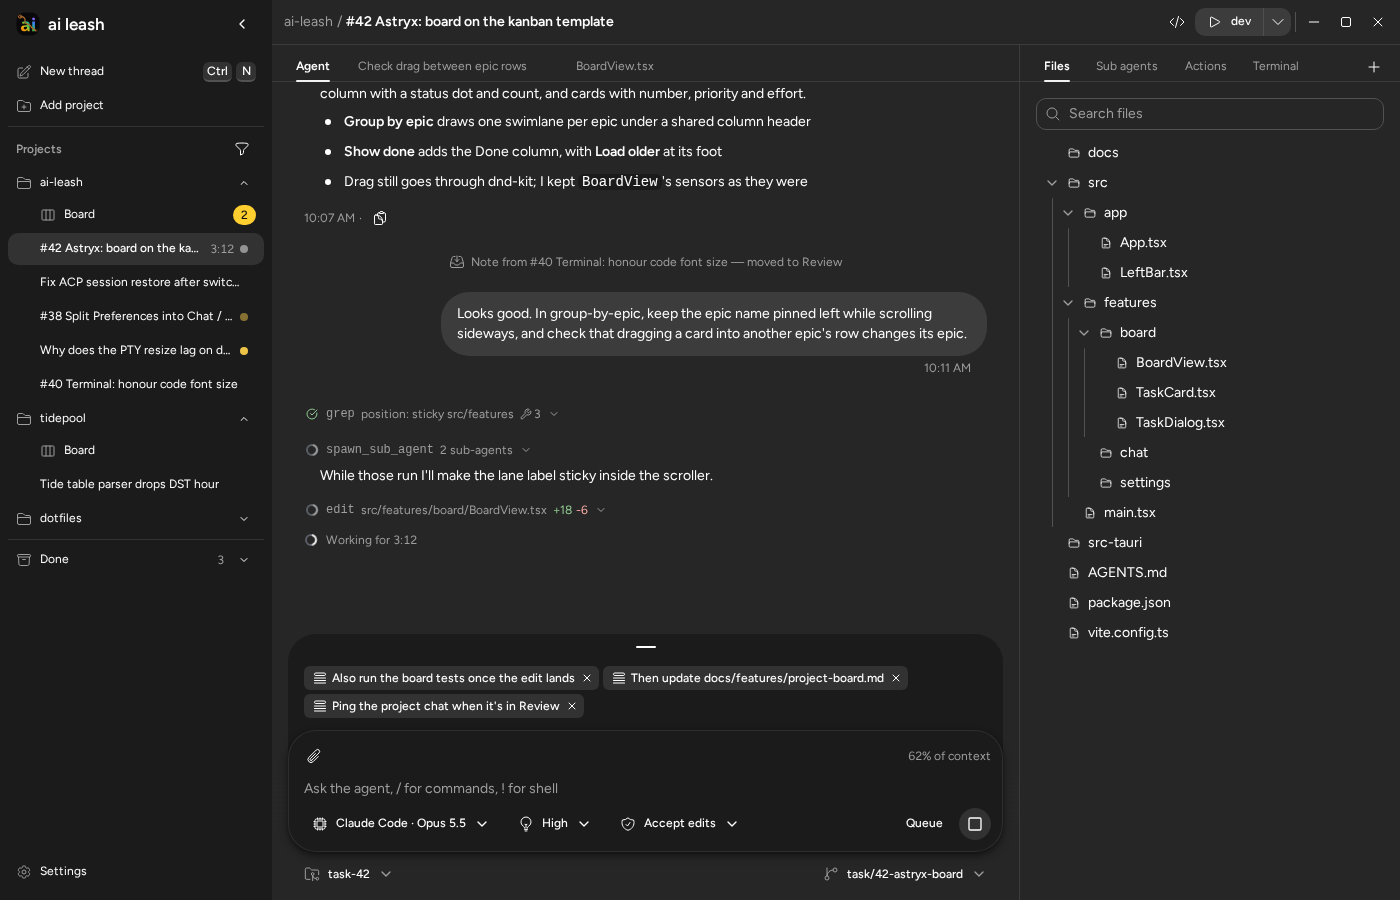 ai leash
New thread
Ctrl N
Add project
Projects
ai-leash
Board
2
#42 Astryx: board on the ka...
3:12
Fix ACP session restore after switc...
#38 Split Preferences into Chat / ...
Why does the PTY resize lag on d...
#40 Terminal: honour code font size
tidepool
Board
Tide table parser drops DST hour
dotfiles
Done
3
Settings
ai-leash / #42 Astryx: board on the kanban template
dev
Agent
Check drag between epic rows
BoardView.tsx
column with a status dot and count, and cards with number, priority and effort.
Group by epic draws one swimlane per epic under a shared column header
Show done adds the Done column, with Load older at its foot
Drag still goes through dnd-kit; I kept BoardView's sensors as they were
10:07 AM ·
Note from #40 Terminal: honour code font size — moved to Review
Looks good. In group-by-epic, keep the epic name pinned left while scrolling
sideways, and check that dragging a card into another epic's row changes its epic.
10:11 AM
grep position: sticky src/features 3
spawn_sub_agent 2 sub-agents
While those run I'll make the lane label sticky inside the scroller.
edit src/features/board/BoardView.tsx +18 -6
Working for 3:12
Also run the board tests once the edit lands
Then update docs/features/project-board.md
Ping the project chat when it's in Review
62% of context
Ask the agent, / for commands, ! for shell
Claude Code · Opus 5.5
High
Accept edits
Queue
task-42
task/42-astryx-board
Files
Sub agents
Actions
Terminal
Search files
docs
src
app
App.tsx
LeftBar.tsx
features
board
BoardView.tsx
TaskCard.tsx
TaskDialog.tsx
chat
settings
main.tsx
src-tauri
AGENTS.md
package.json
vite.config.ts